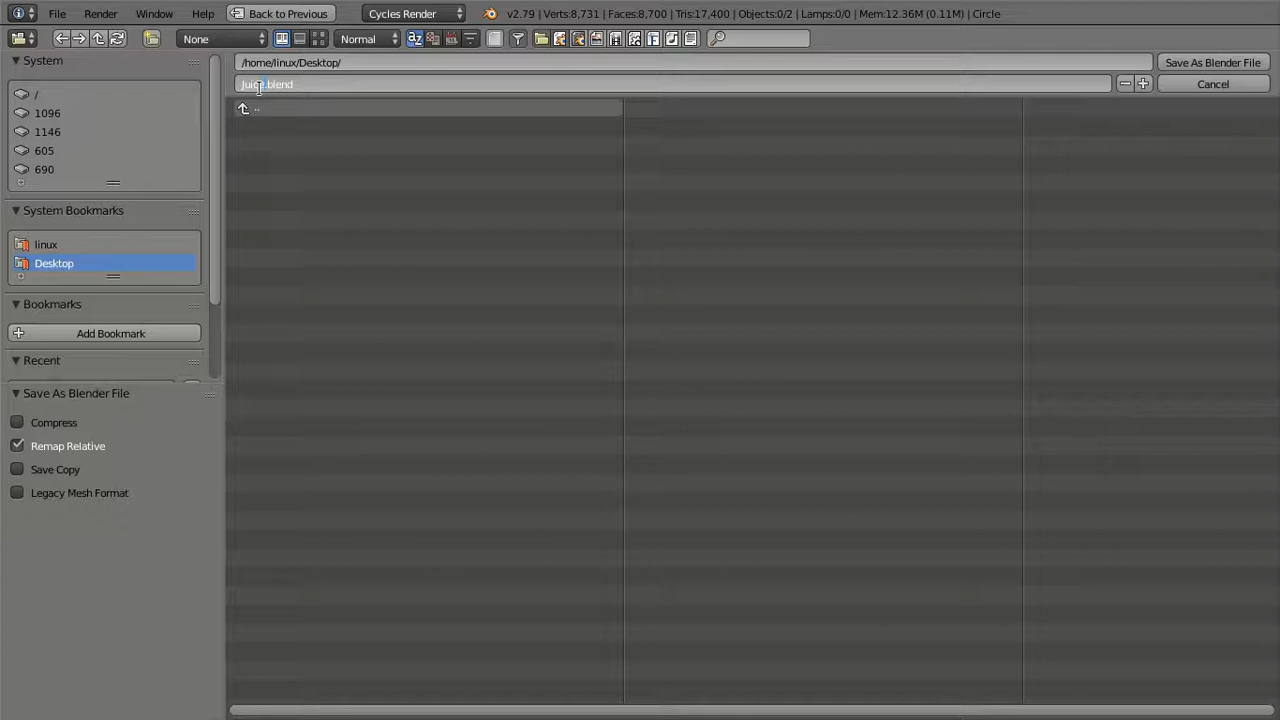 File Render Window Help Back to Previous Cycles Render v2.79 | Verts:8,731 | Faces:8,700 | Tris:17,400 | Objects:0/2 | Lamps:0/0 | Mem:12.36M (0.11M) | Circle
None Normal
System
/home/linux/Desktop/ Save As Blender File
Juice.blend Cancel
/
..
1096
1146
605
690
System Bookmarks
linux
Desktop
Bookmarks
Add Bookmark
Recent
Save As Blender File
Compress
Remap Relative
Save Copy
Legacy Mesh Format